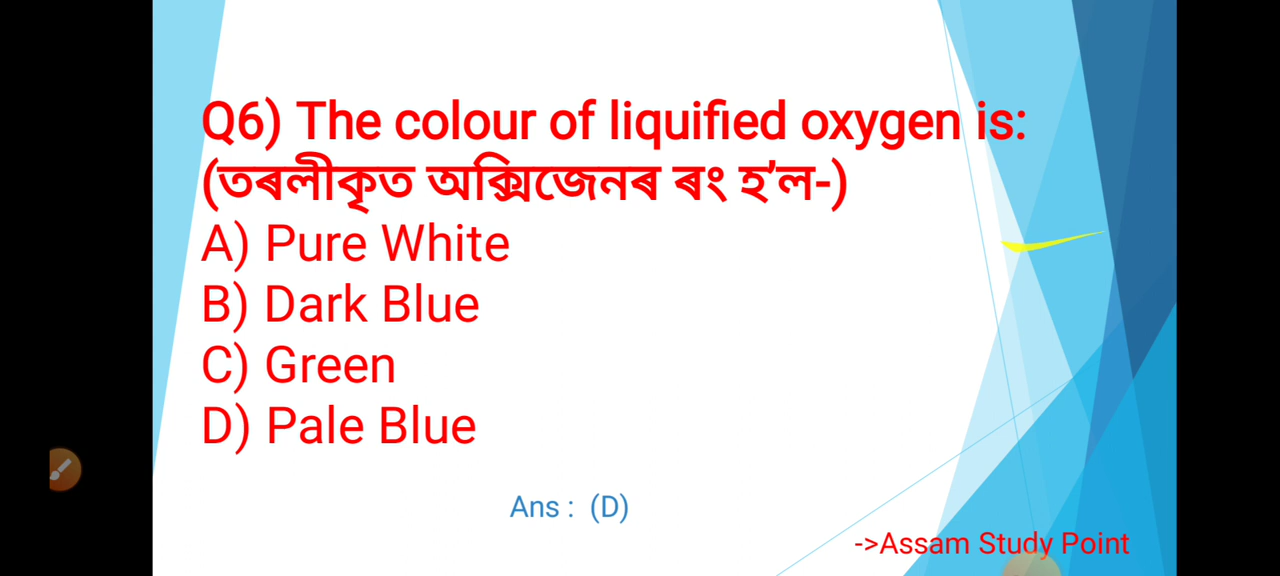 Q6) The colour of liquified oxygen is:
(তৰলীকৃত অক্সিজেনৰ ৰং হ'ল-)
A) Pure White
B) Dark Blue
C) Green
D) Pale Blue
Ans : (D)
->Assam Study Point